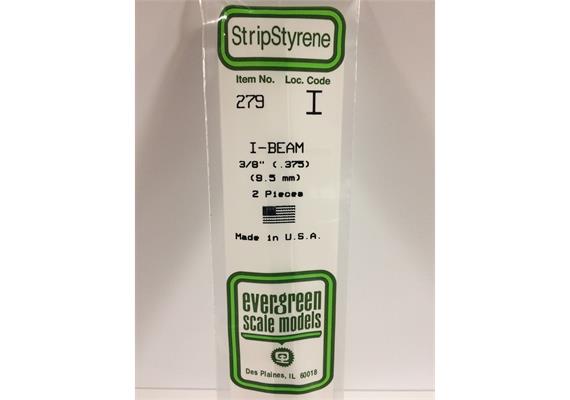 StripStyrene
Item No. Loc. Code
279 I
I-BEAM
3/8" (.375)
(9.5 mm)
2 Pieces
Made in U.S.A.
evergreen
scale models
Des Plaines, IL 60018